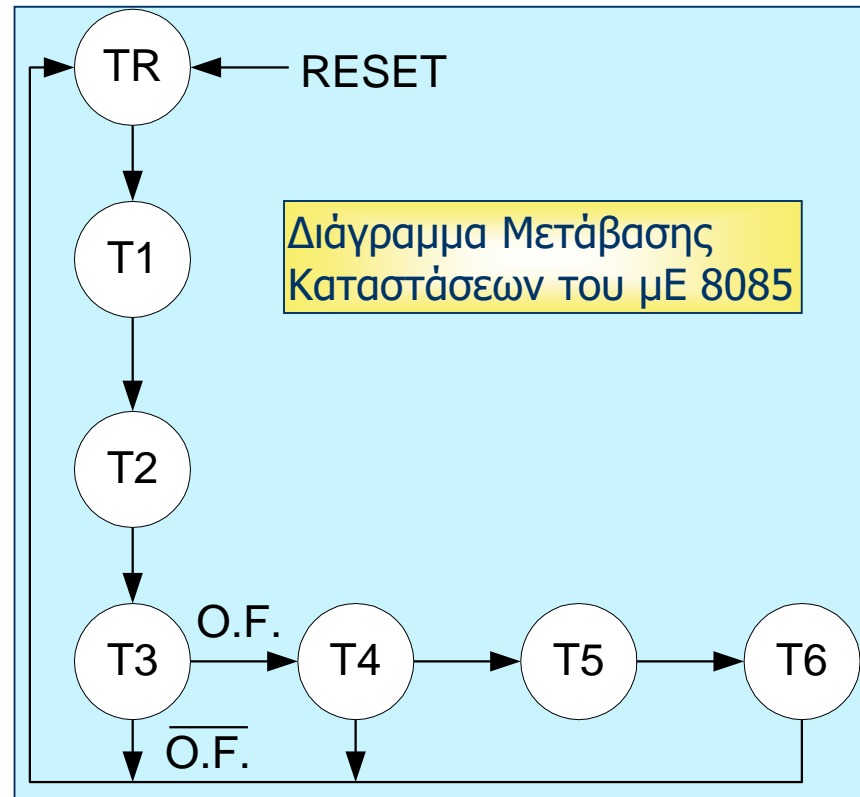 TR
RESET
T1
Διάγραμμα Μετάβασης
Καταστάσεων του μΕ 8085
T2
O.F.
T3
T4
T5
T6
O.F.